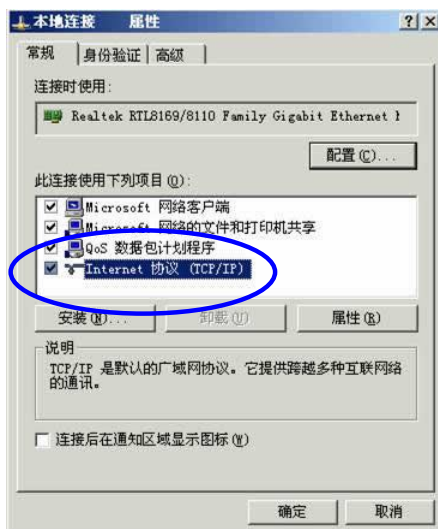 本地连接 属性
常规 身份验证 高级
连接时使用:
Realtek RTL8169/8110 Family Gigabit Ethernet
配置(C)...
此连接使用下列项目(O):
Microsoft 网络客户端
Microsoft 网络的文件和打印机共享
QoS 数据包计划程序
Internet 协议 (TCP/IP)
安装(N)... 卸载(U) 属性(R)
说明
TCP/IP 是默认的广域网协议。它提供跨越多种互联网络
的通讯。
连接后在通知区域显示图标(W)
确定 取消